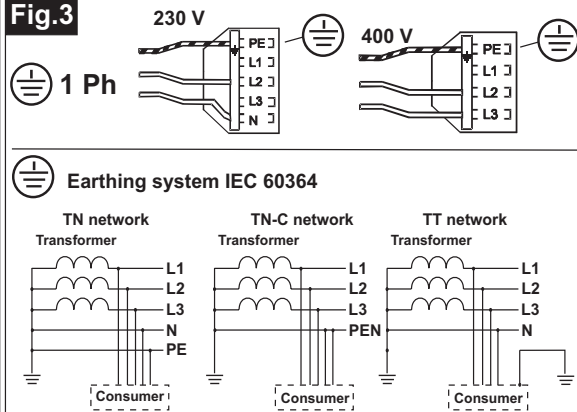 Fig.3
230 V
PE
L1
L2
L3
N
400 V
PE
L1
L2
L3
1 Ph
Earthing system IEC 60364
TN network
Transformer
L1
L2
L3
N
PE
Consumer
TN-C network
Transformer
L1
L2
L3
PEN
Consumer
TT network
Transformer
L1
L2
L3
N
Consumer